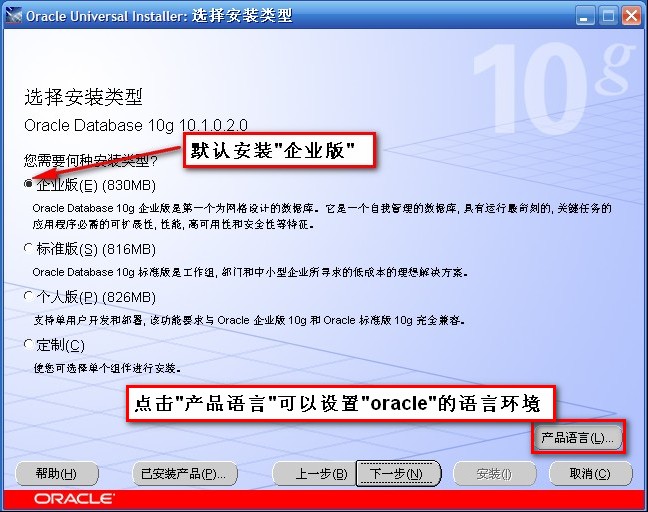 Oracle Universal Installer: 选择安装类型
10g
选择安装类型
Oracle Database 10g 10.1.0.2.0
默认安装"企业版"
您需要何种安装类型?
企业版(E) (830MB)
Oracle Database 10g 企业版是第一个为网格设计的数据库。它是一个自我管理的数据库, 具有运行最苛刻的, 关键任务的
应用程序必需的可扩展性, 性能, 高可用性和安全性等特征。
标准版(S) (816MB)
Oracle Database 10g 标准版是工作组, 部门和中小型企业所寻求的低成本的理想解决方案。
个人版(P) (826MB)
支持单用户开发和部署, 该功能要求与 Oracle 企业版 10g 和 Oracle 标准版 10g 完全兼容。
定制(C)
使您可选择单个组件进行安装。
点击"产品语言"可以设置"oracle"的语言环境
产品语言(L)...
帮助(H)
已安装产品(P)...
上一步(B)
下一步(N)
安装(I)
取消(C)
ORACLE